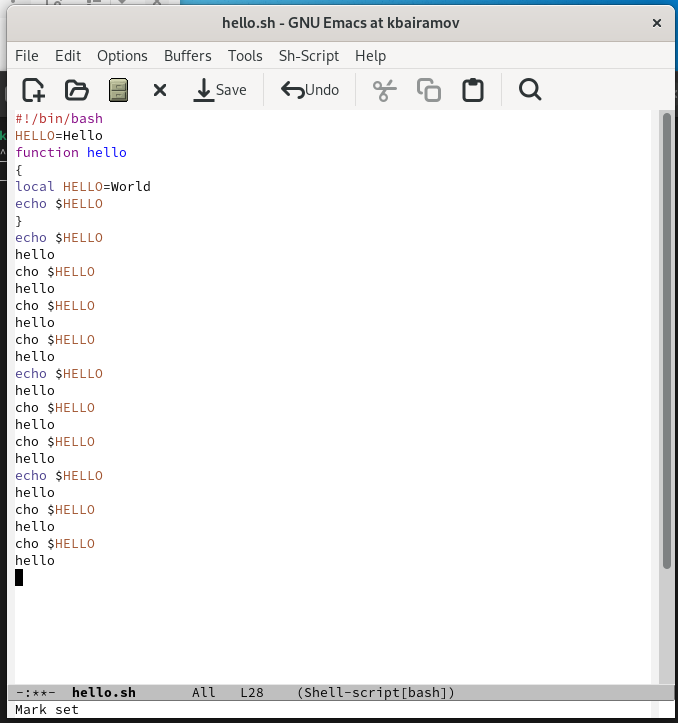 hello.sh - GNU Emacs at kbairamov
File Edit Options Buffers Tools Sh-Script Help
Save Undo
#!/bin/bash
HELLO=Hello
function hello
{
local HELLO=World
echo $HELLO
}
echo $HELLO
hello
cho $HELLO
hello
cho $HELLO
hello
cho $HELLO
hello
echo $HELLO
hello
cho $HELLO
hello
cho $HELLO
hello
echo $HELLO
hello
cho $HELLO
hello
cho $HELLO
hello
-:**- hello.sh All L28 (Shell-script[bash])
Mark set